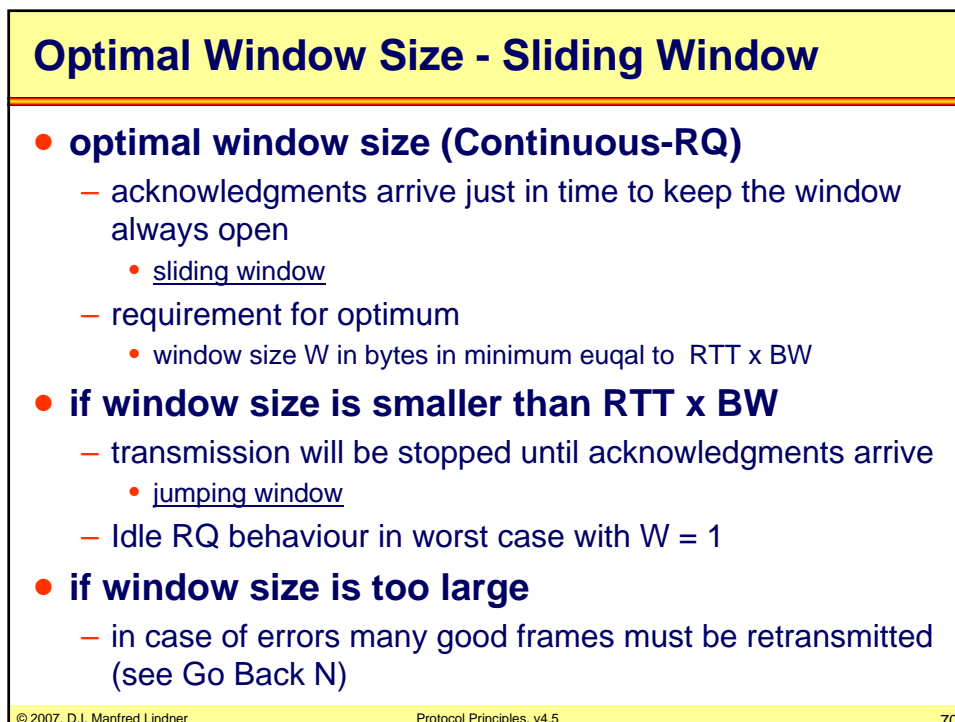 Optimal Window Size - Sliding Window
• optimal window size (Continuous-RQ)
– acknowledgments arrive just in time to keep the window
always open
• sliding window
– requirement for optimum
• window size W in bytes in minimum euqal to RTT x BW
• if window size is smaller than RTT x BW
– transmission will be stopped until acknowledgments arrive
• jumping window
– Idle RQ behaviour in worst case with W = 1
• if window size is too large
– in case of errors many good frames must be retransmitted
(see Go Back N)
© 2007, D.I. Manfred Lindner Protocol Principles, v4.5 70